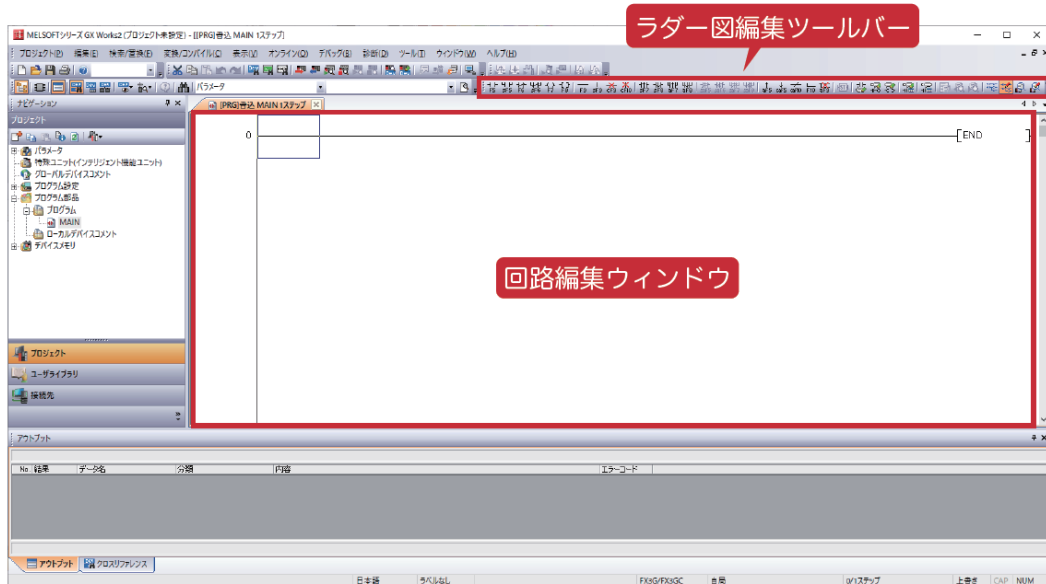 ラダー図編集ツールバー
MELSOFTシリーズ GX Works2 (プロジェクト未設定) - [[PRG]書込 MAIN 1ステップ]
プロジェクト(P) 編集(E) 検索/置換(F) 変換/コンパイル(C) 表示(V) オンライン(O) デバッグ(B) 診断(D) ツール(T) ウィンドウ(W) ヘルプ(H)
パラメータ
ナビゲーション
[PRG]書込 MAIN 1ステップ
プロジェクト
0
END
パラメータ
特殊ユニット(インテリジェント機能ユニット)
グローバルデバイスコメント
プログラム設定
プログラム部品
プログラム
MAIN
ローカルデバイスコメント
デバイスメモリ
回路編集ウィンドウ
プロジェクト
ユーザライブラリ
接続先
アウトプット
No. 結果 データ名 分類 内容 エラーコード
アウトプット クロスリファレンス
日本語 ラベルなし FX3G/FX3GC 自局 0/1ステップ 上書き CAP NUM